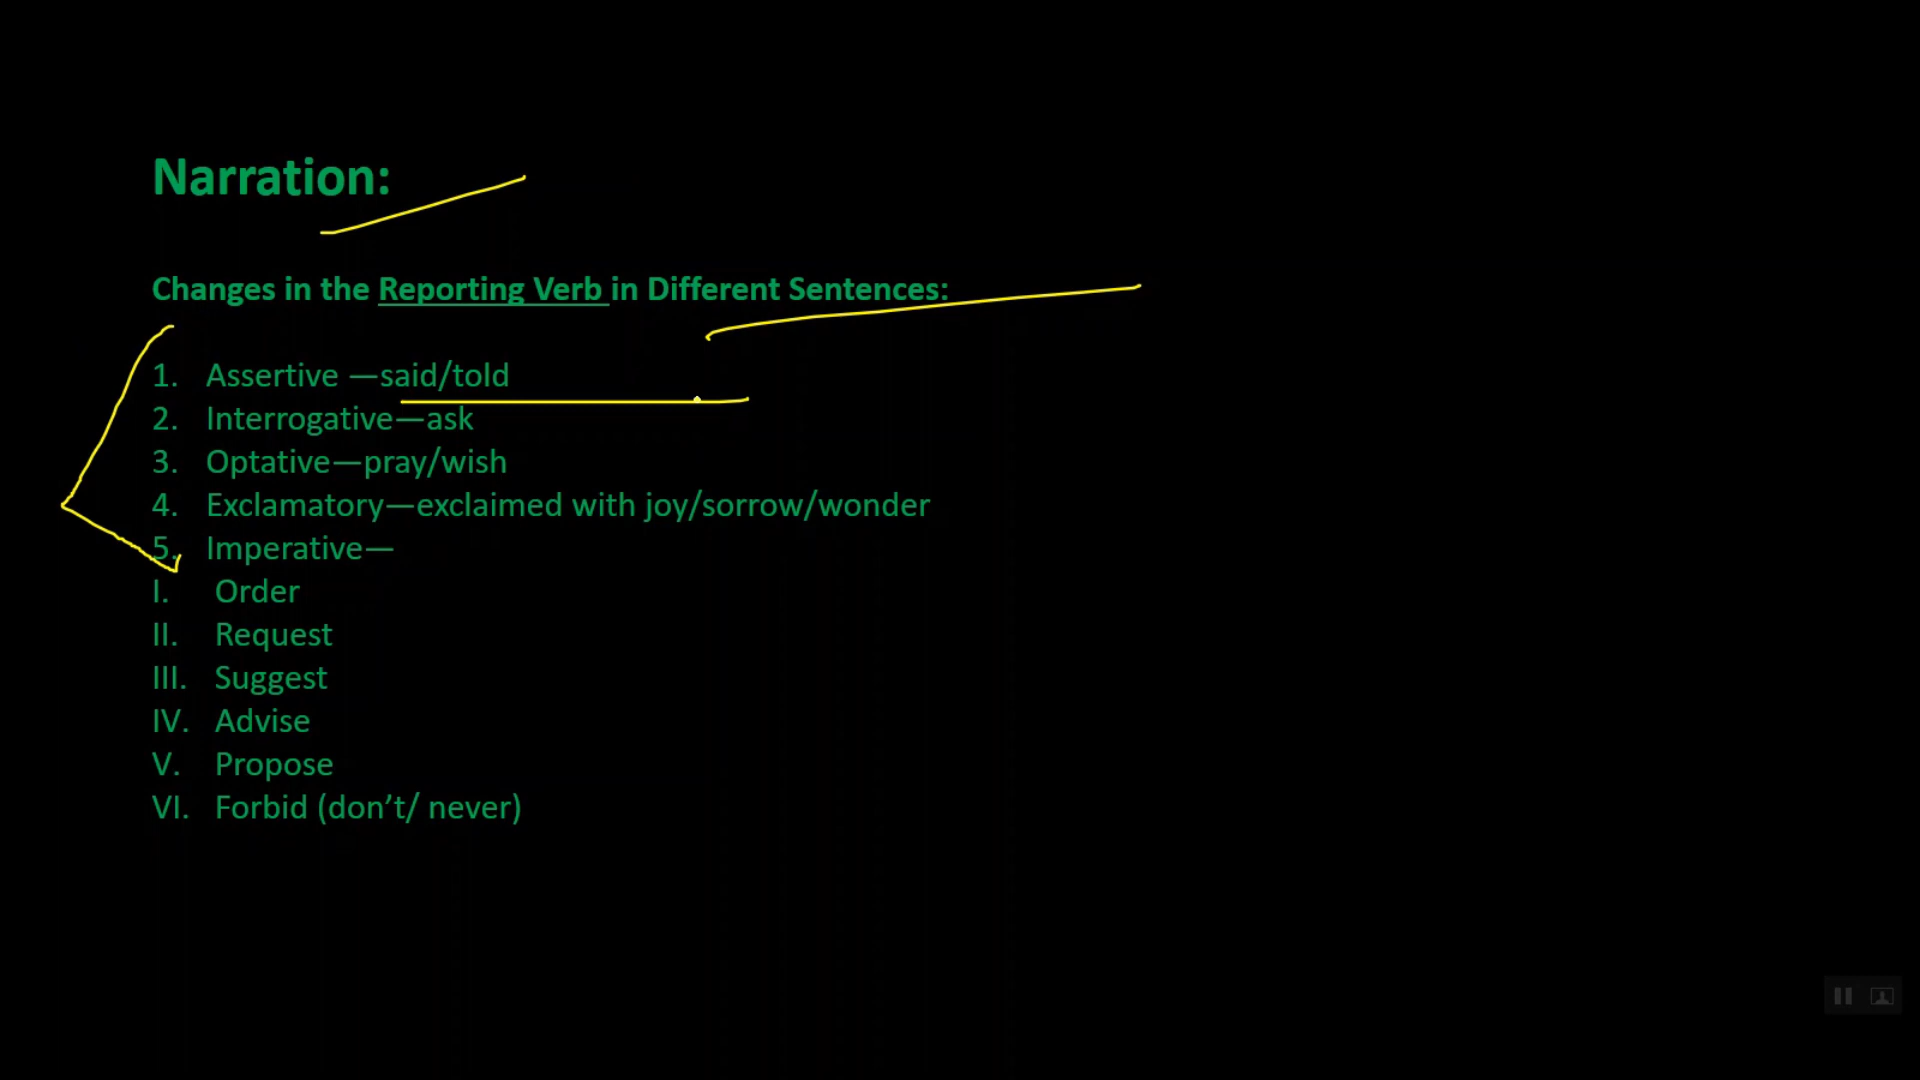 Narration:
Changes in the Reporting Verb in Different Sentences:
1. Assertive —said/told
2. Interrogative—ask
3. Optative—pray/wish
4. Exclamatory—exclaimed with joy/sorrow/wonder
5. Imperative—
I. Order
II. Request
III. Suggest
IV. Advise
V. Propose
VI. Forbid (don’t/ never)